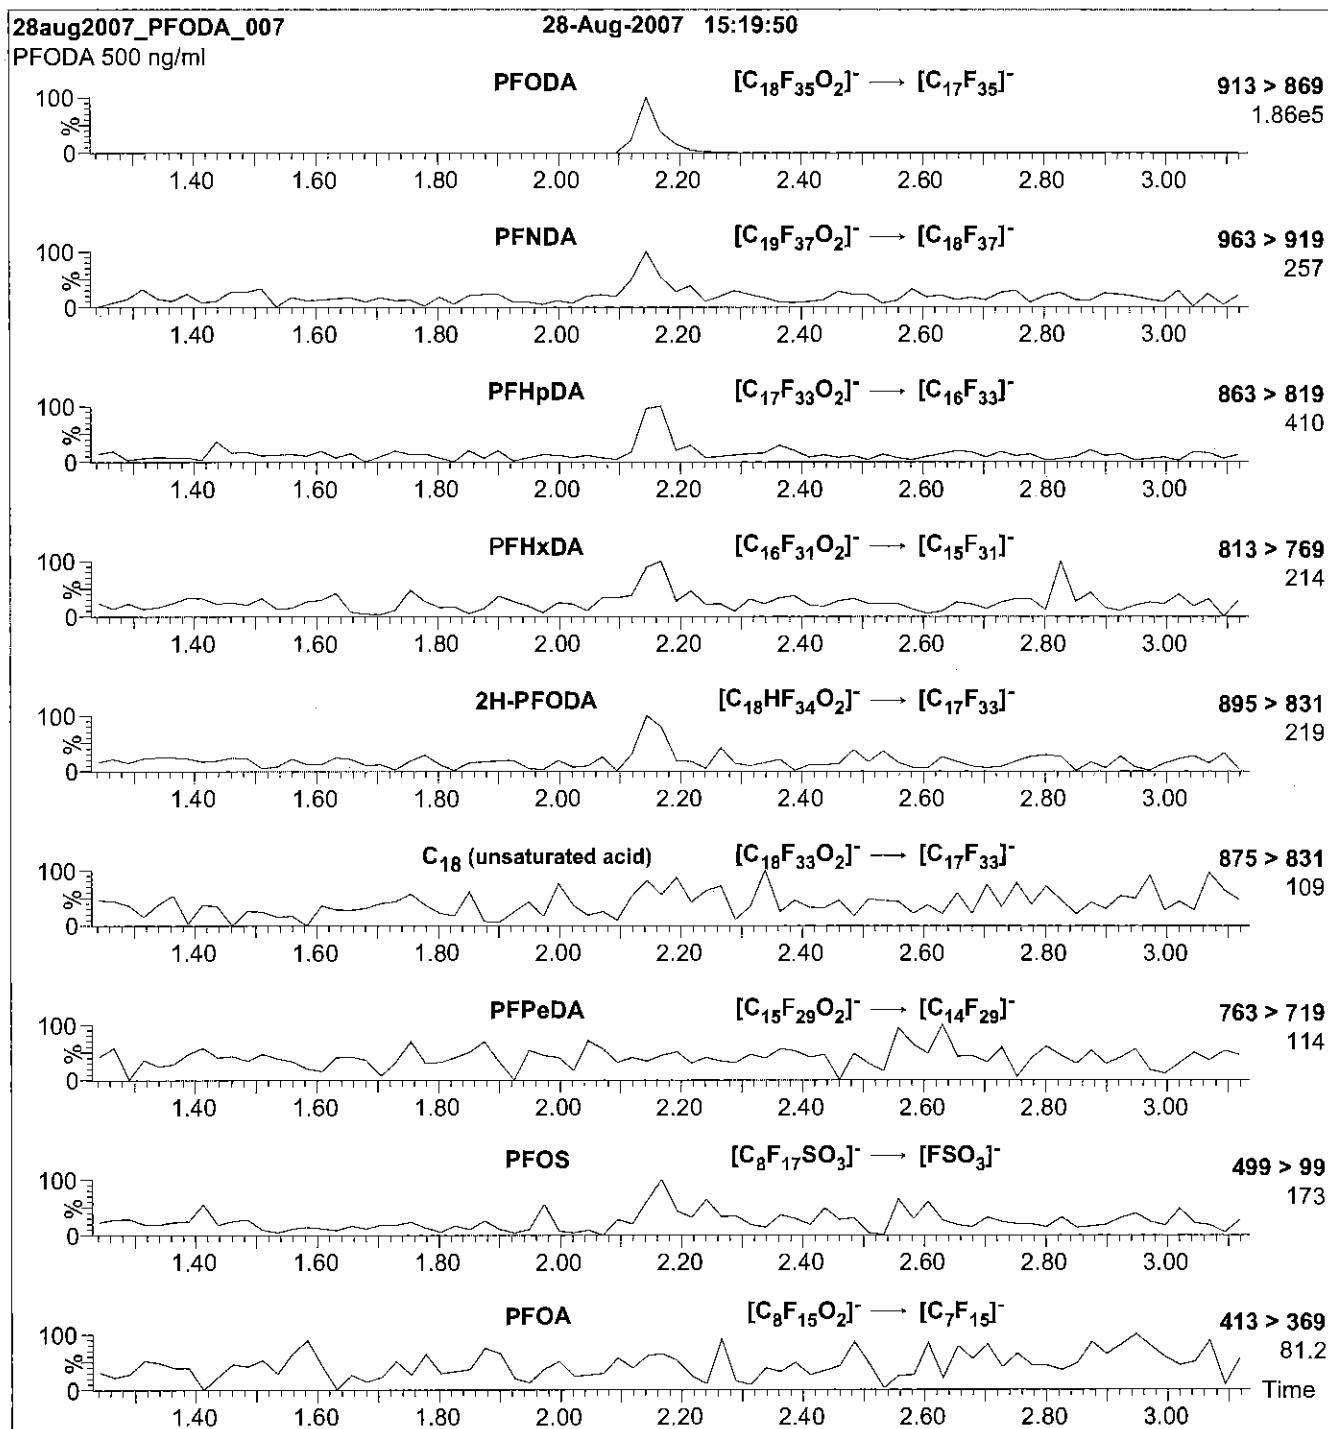 28aug2007_PFODA_007 28-Aug-2007 15:19:50
PFODA 500 ng/ml
PFODA [C₁₈F₃₅O₂]⁻ → [C₁₇F₃₅]⁻ 913 > 869
100 1.86e5
%
0
1.40 1.60 1.80 2.00 2.20 2.40 2.60 2.80 3.00
PFNDA [C₁₉F₃₇O₂]⁻ → [C₁₈F₃₇]⁻ 963 > 919
100 257
%
0
1.40 1.60 1.80 2.00 2.20 2.40 2.60 2.80 3.00
PFHpDA [C₁₇F₃₃O₂]⁻ → [C₁₆F₃₃]⁻ 863 > 819
100 410
%
0
1.40 1.60 1.80 2.00 2.20 2.40 2.60 2.80 3.00
PFHxDA [C₁₆F₃₁O₂]⁻ → [C₁₅F₃₁]⁻ 813 > 769
100 214
%
0
1.40 1.60 1.80 2.00 2.20 2.40 2.60 2.80 3.00
2H-PFODA [C₁₈HF₃₄O₂]⁻ → [C₁₇F₃₃]⁻ 895 > 831
100 219
%
0
1.40 1.60 1.80 2.00 2.20 2.40 2.60 2.80 3.00
C₁₈ (unsaturated acid) [C₁₈F₃₃O₂]⁻ → [C₁₇F₃₃]⁻ 875 > 831
100 109
%
0
1.40 1.60 1.80 2.00 2.20 2.40 2.60 2.80 3.00
PFPeDA [C₁₅F₂₉O₂]⁻ → [C₁₄F₂₉]⁻ 763 > 719
100 114
%
0
1.40 1.60 1.80 2.00 2.20 2.40 2.60 2.80 3.00
PFOS [C₈F₁₇SO₃]⁻ → [FSO₃]⁻ 499 > 99
100 173
%
0
1.40 1.60 1.80 2.00 2.20 2.40 2.60 2.80 3.00
PFOA [C₈F₁₅O₂]⁻ → [C₇F₁₅]⁻ 413 > 369
100 81.2
%
0 Time
1.40 1.60 1.80 2.00 2.20 2.40 2.60 2.80 3.00